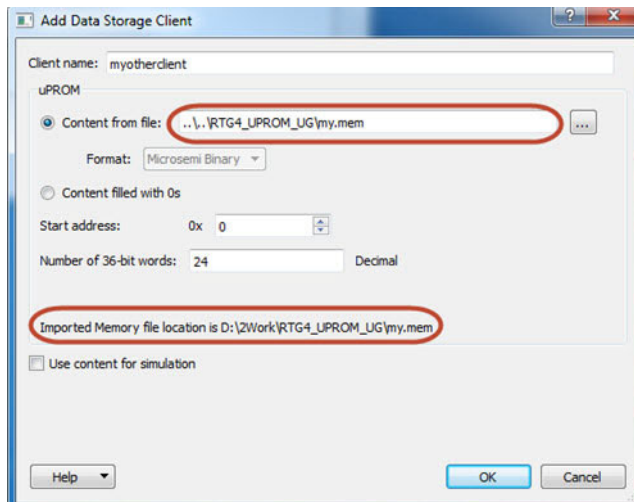 Add Data Storage Client
Client name: myotherclient
uPROM
Content from file: ..\..\RTG4_UPROM_UG\my.mem ...
Format: Microsemi Binary
Content filled with 0s
Start address: 0x 0
Number of 36-bit words: 24 Decimal
Imported Memory file location is D:\2Work\RTG4_UPROM_UG\my.mem
Use content for simulation
Help OK Cancel